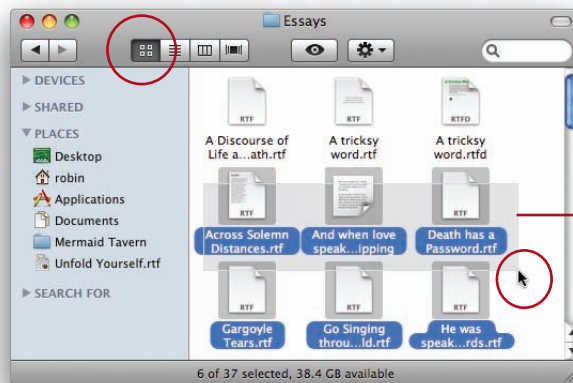 Essays
DEVICES
SHARED
PLACES
Desktop
robin
Applications
Documents
Mermaid Tavern
Unfold Yourself.rtf
SEARCH FOR
RTF RTF RTFD
A Discourse of A tricksy A tricksy
Life a...ath.rtf word.rtf word.rtfd
RTF RTF
Across Solemn And when love Death has a
Distances.rtf speak...ipping Password.rtf
RTF RTF RTF
Gargoyle Go Singing He was
Tears.rtf throu...ld.rtf speak...rds.rtf
6 of 37 selected, 38.4 GB available